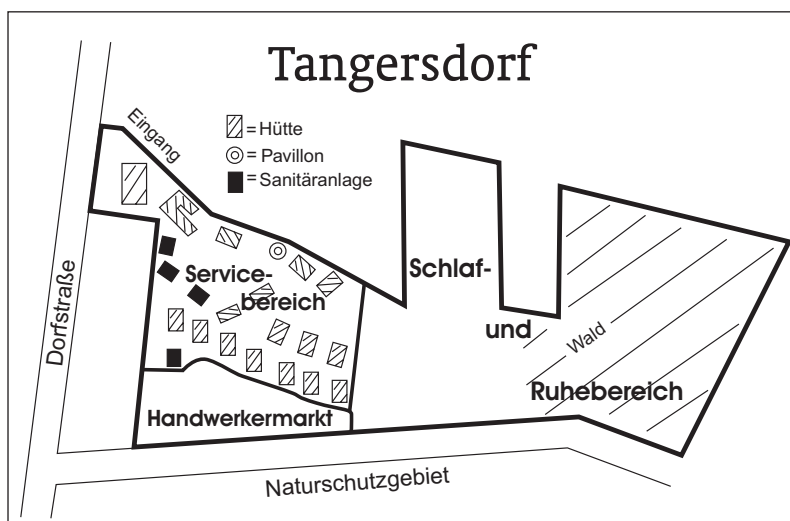 Tangersdorf
Eingang
= Hütte
= Pavillon
= Sanitäranlage
Dorfstraße
Service-
bereich
Schlaf-
und
Wald
Ruhebereich
Handwerkermarkt
Naturschutzgebiet